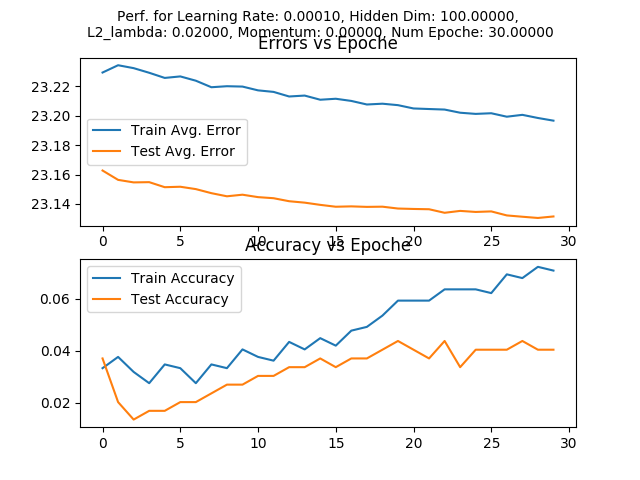 Perf. for Learning Rate: 0.00010, Hidden Dim: 100.00000,
L2_lambda: 0.02000, Momentum: 0.00000, Num Epoche: 30.00000
Errors vs Epoche
23.22
23.20
23.18
23.16
23.14
Train Avg. Error
Test Avg. Error
0 5 10 15 20 25 30
Accuracy vs Epoche
0.06
0.04
0.02
Train Accuracy
Test Accuracy
0 5 10 15 20 25 30